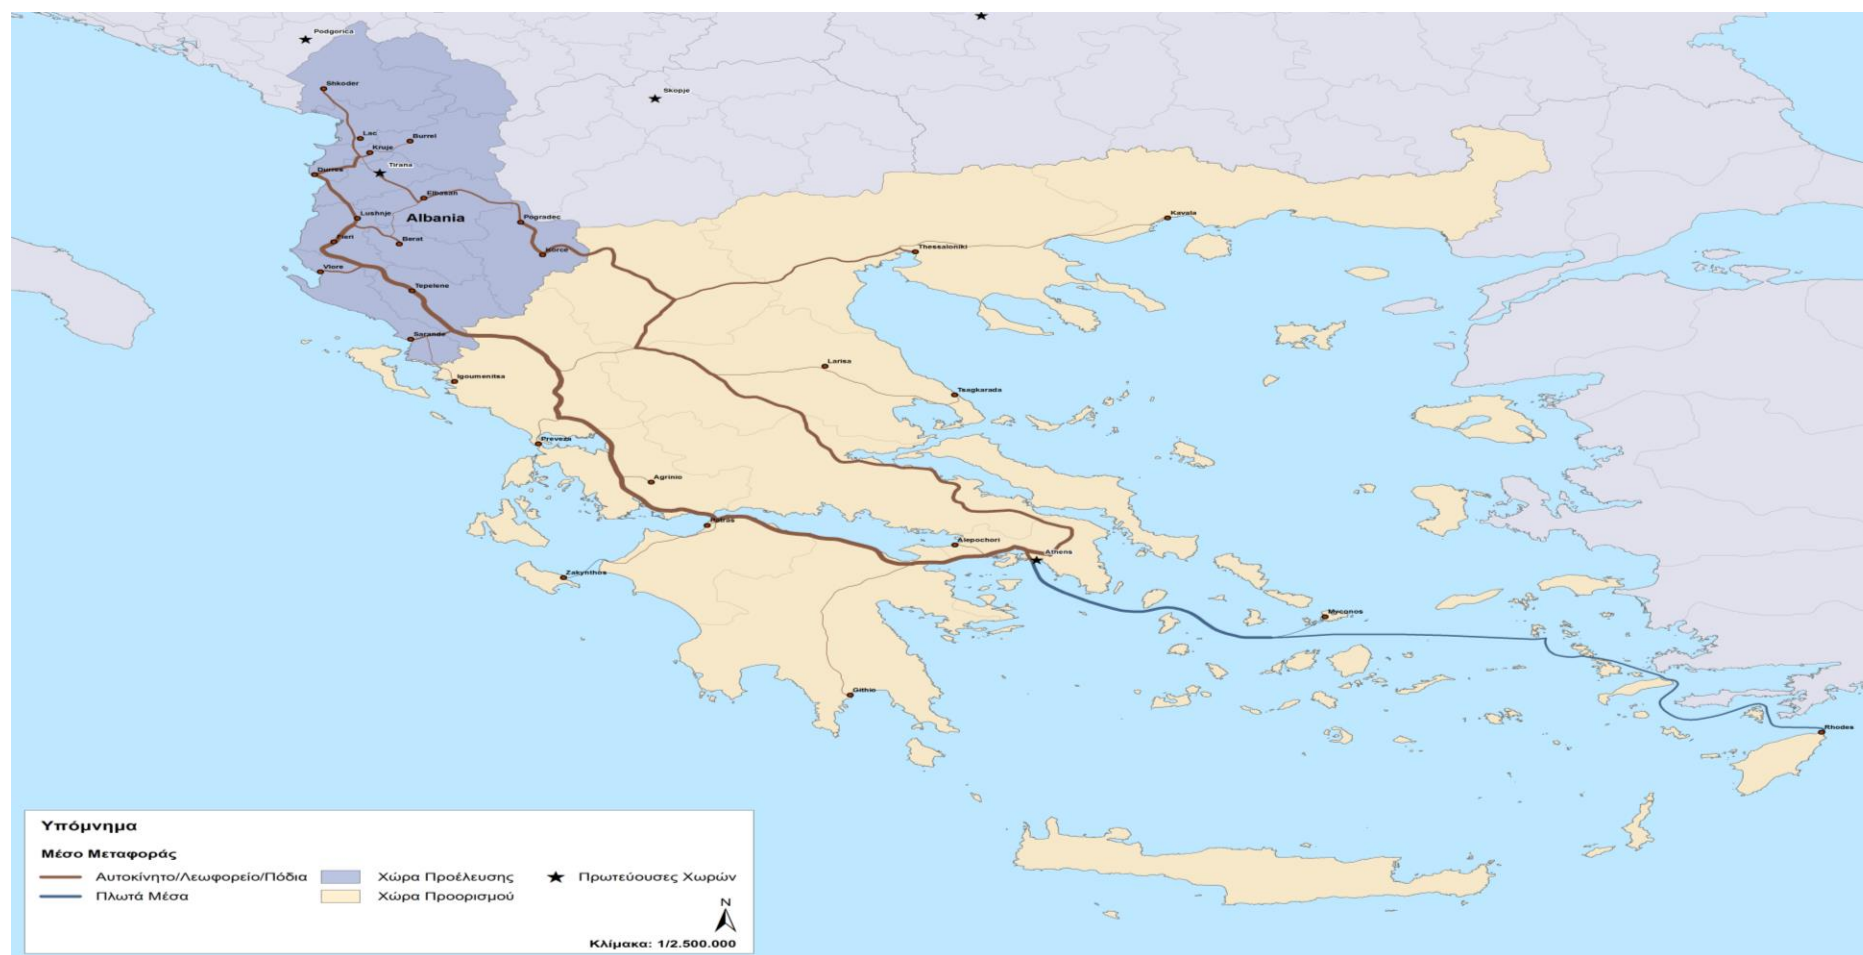 Podgorica
Skopje
Shkoder
Lac
Burrel
Kruje
Tirana
Durres
Elbasan
Lushnje
Albania
Pogradec
Fieri
Berat
Korce
Vlore
Tepelene
Sarande
Igoumenitsa
Kavala
Thessaloniki
Larisa
Tsagkarada
Preveza
Agrinio
Patras
Alepochori
Athens
Zakynthos
Myconos
Githio
Rhodes
Υπόμνημα
Μέσο Μεταφοράς
Αυτοκίνητο/Λεωφορείο/Πόδια
Χώρα Προέλευσης
Πρωτεύουσες Χωρών
Πλωτά Μέσα
Χώρα Προορισμού
N
Κλίμακα: 1/2.500.000